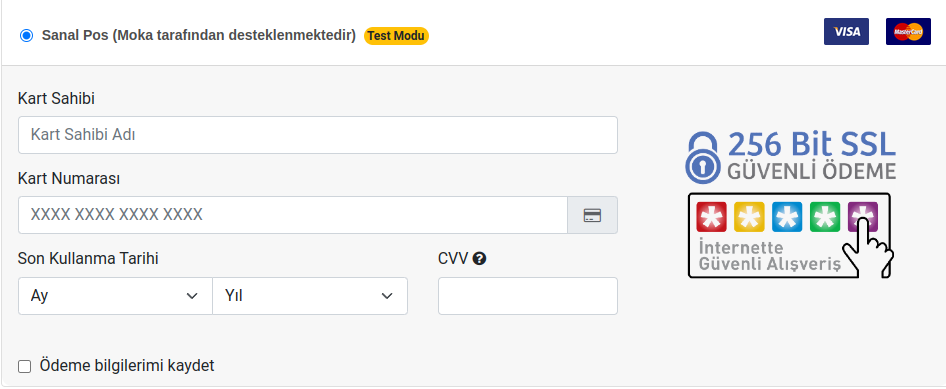 Sanal Pos (Moka tarafından desteklenmektedir) Test Modu
VISA
MasterCard
Kart Sahibi
Kart Sahibi Adı
256 Bit SSL
GÜVENLİ ÖDEME
Kart Numarası
XXXX XXXX XXXX XXXX
İnternette
Güvenli Alışveriş
Son Kullanma Tarihi
CVV ?
Ay
Yıl
Ödeme bilgilerimi kaydet